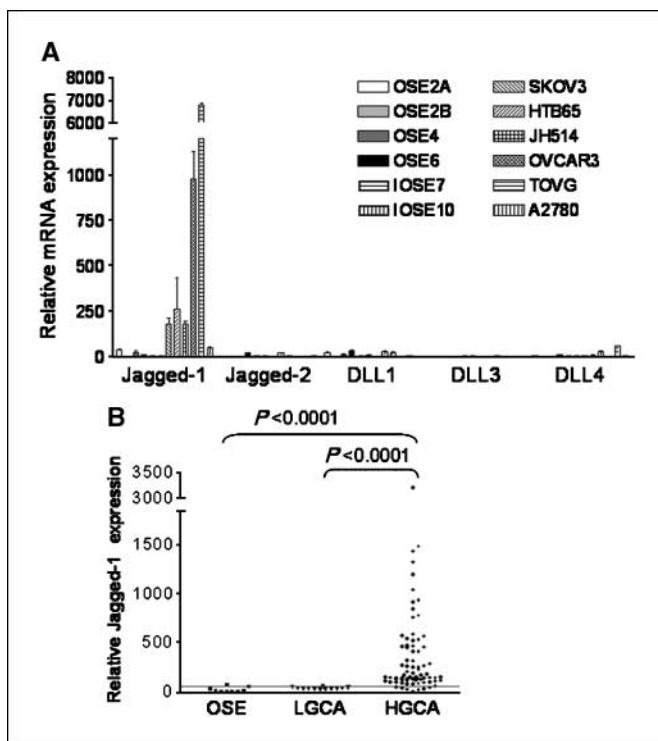 A
Relative mRNA expression
8000
7000
6000
1000
750
500
250
0
OSE2A
OSE2B
OSE4
OSE6
IOSE7
IOSE10
SKOV3
HTB65
JH514
OVCAR3
TOVG
A2780
Jagged-1 Jagged-2 DLL1 DLL3 DLL4
B
P<0.0001
P<0.0001
Relative Jagged-1 expression
3500
3000
1500
1000
500
0
OSE LGCA HGCA